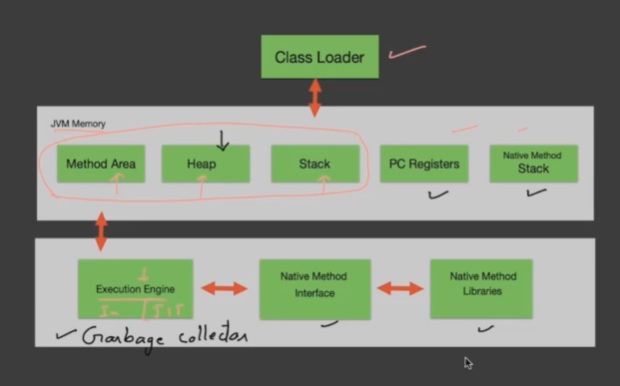 Class Loader
JVM Memory
Method Area
Heap
Stack
PC Registers
Native Method
Stack
Execution Engine
In JIT
Native Method
Interface
Native Method
Libraries
Garbage collector